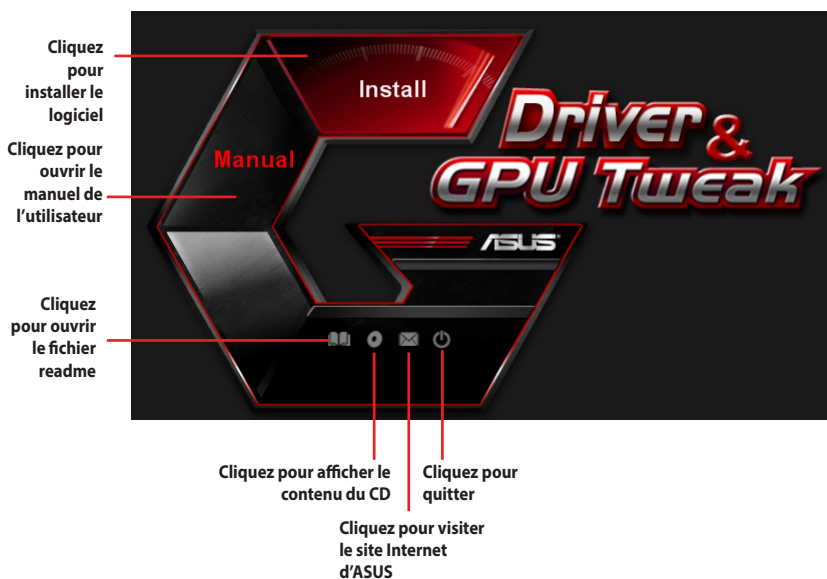 Cliquez
pour
installer le
logiciel
Cliquez pour
ouvrir le
manuel de
l'utilisateur
Cliquez
pour ouvrir
le fichier
readme
Install
Manual
Driver &
GPU Tweak
ASUS
Cliquez pour afficher le
contenu du CD
Cliquez pour visiter
le site Internet
d'ASUS
Cliquez pour
quitter